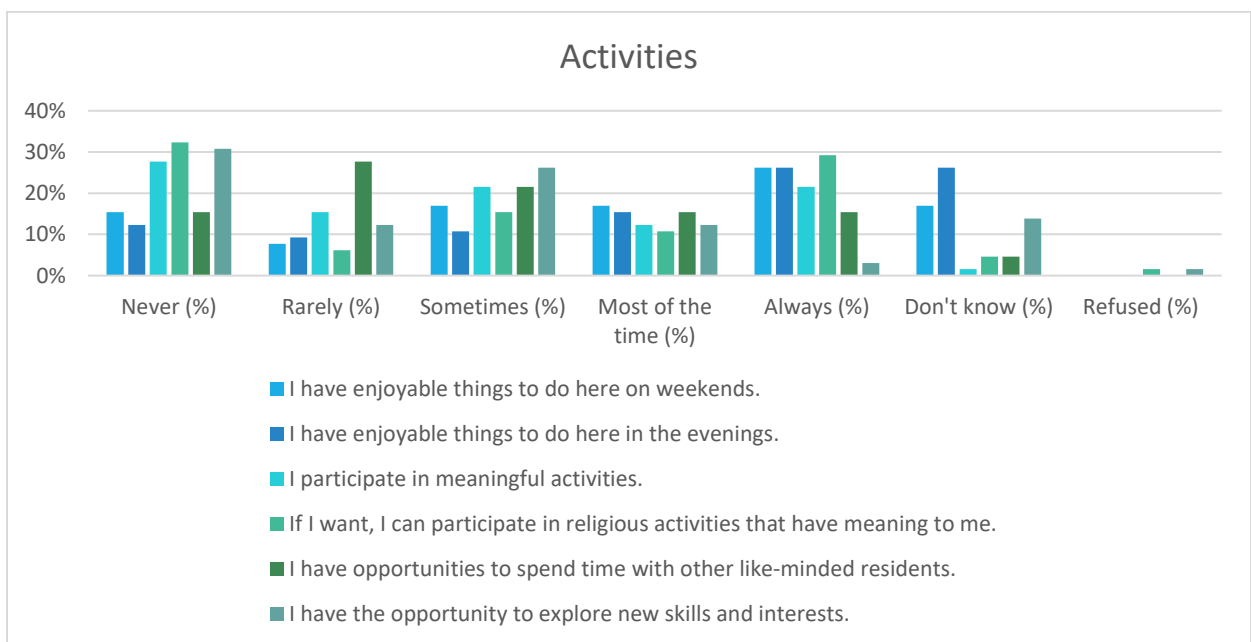 Activities
40%
30%
20%
10%
0%
Never (%)
Rarely (%)
Sometimes (%)
Most of the
time (%)
Always (%)
Don't know (%)
Refused (%)
I have enjoyable things to do here on weekends.
I have enjoyable things to do here in the evenings.
I participate in meaningful activities.
If I want, I can participate in religious activities that have meaning to me.
I have opportunities to spend time with other like-minded residents.
I have the opportunity to explore new skills and interests.